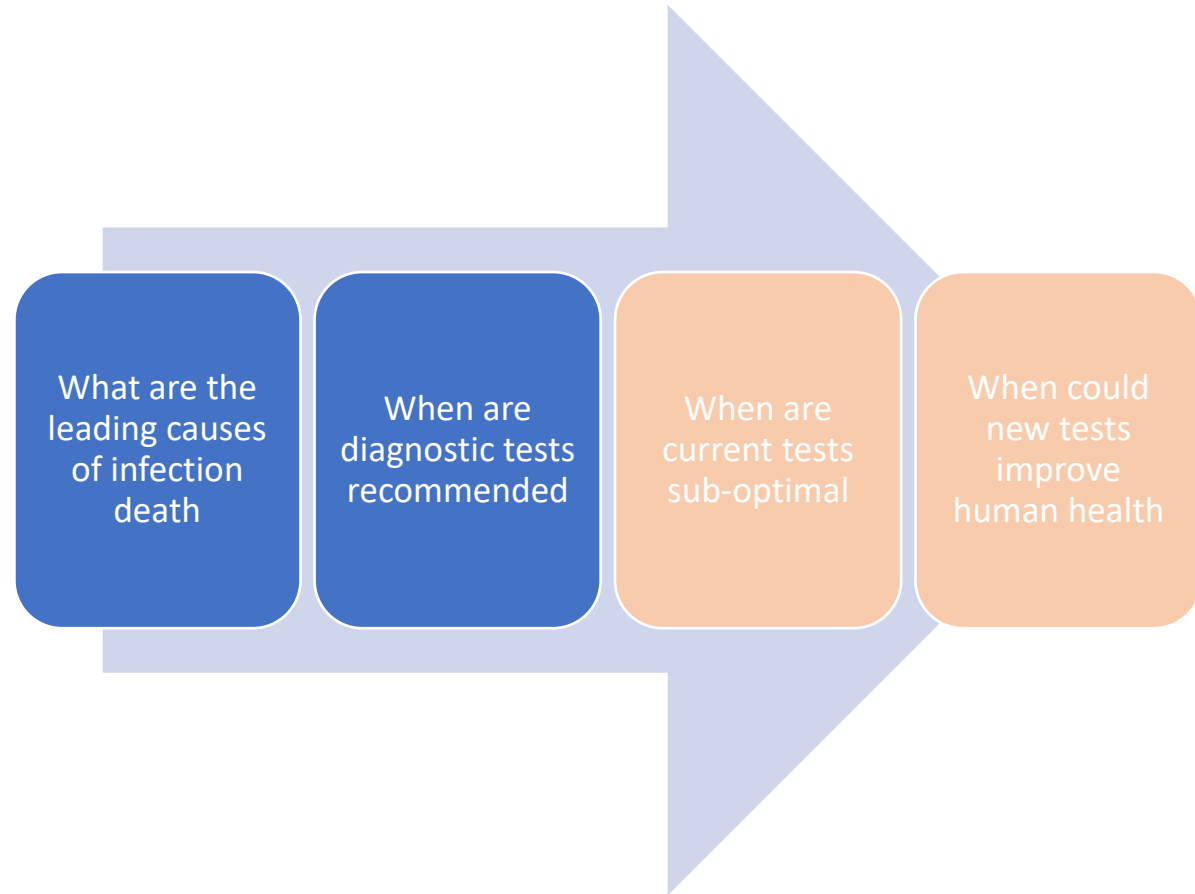 What are the
leading causes
of infection
death
When are
diagnostic tests
recommended
When are
current tests
sub-optimal
When could
new tests
improve
human health